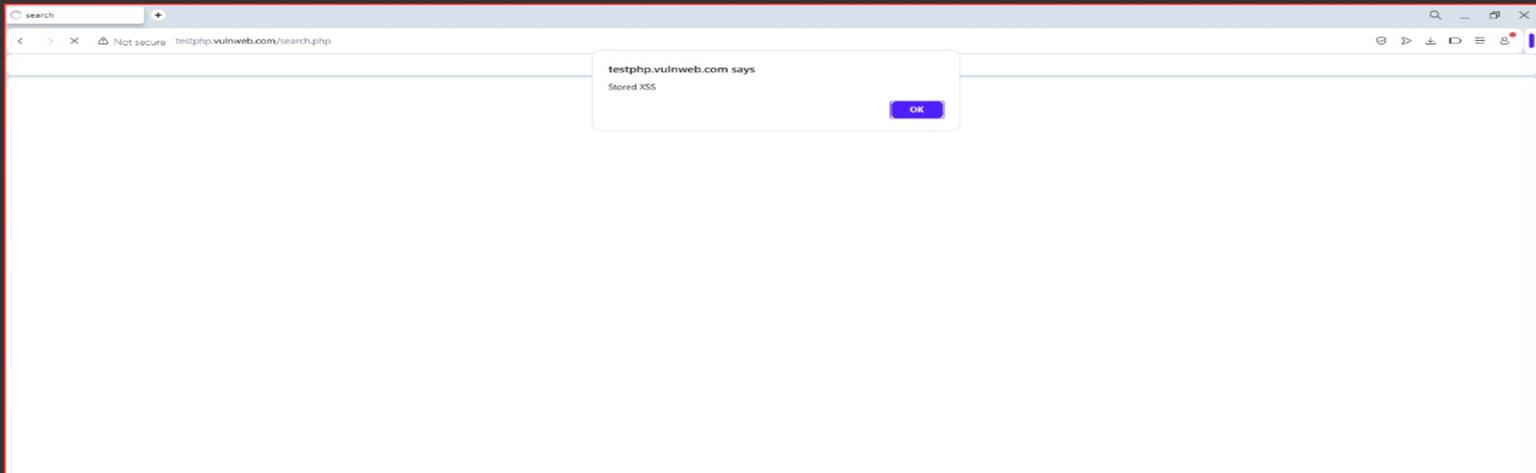 search
Not secure testphp.vulnweb.com/search.php
testphp.vulnweb.com says
Stored XSS
OK